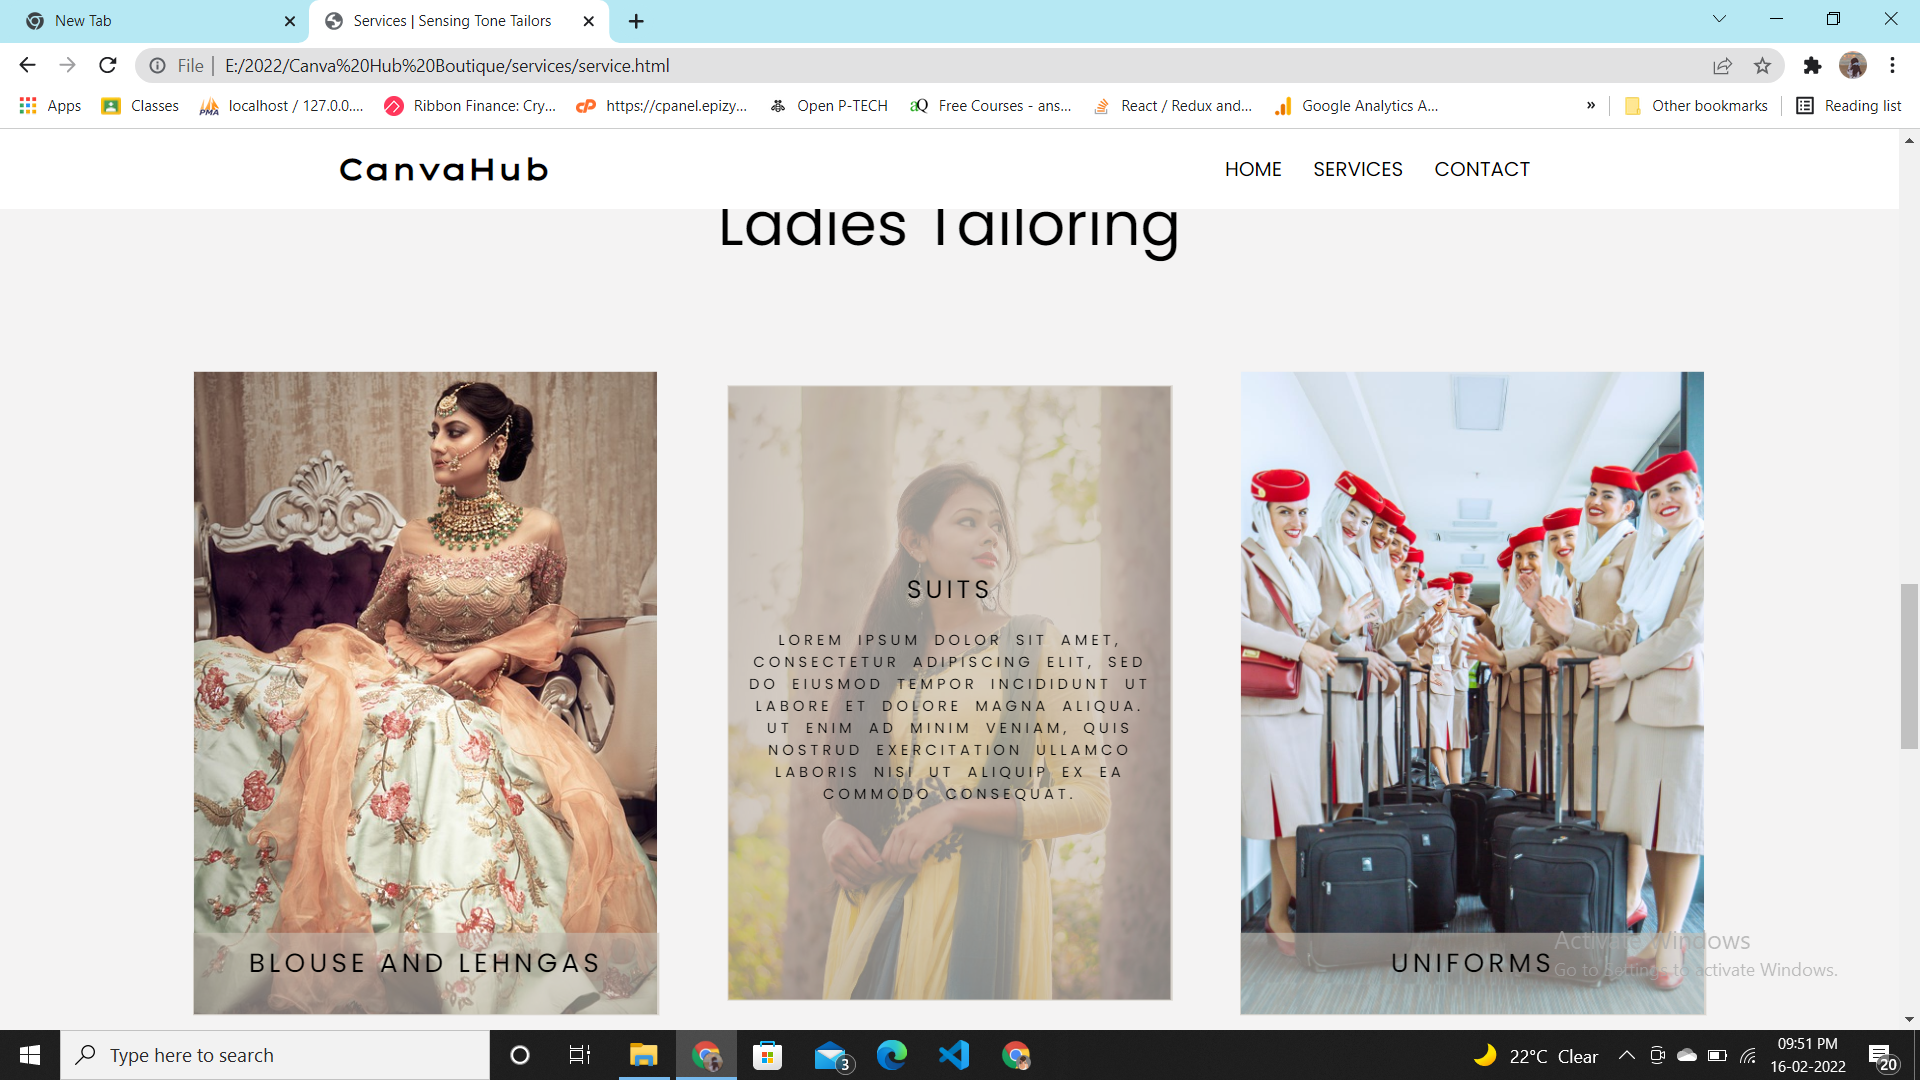 New Tab
Services | Sensing Tone Tailors
File
E:/2022/Canva%20Hub%20Boutique/services/service.html
Apps
Classes
localhost / 127.0.0....
Ribbon Finance: Cry...
https://cpanel.epizy...
Open P-TECH
Free Courses - ans...
React / Redux and...
Google Analytics A...
»
Other bookmarks
Reading list
CanvaHub
HOME
SERVICES
CONTACT
Ladies Tailoring
SUITS
LOREM IPSUM DOLOR SIT AMET,
CONSECTETUR ADIPISCING ELIT, SED
DO EIUSMOD TEMPOR INCIDIDUNT UT
LABORE ET DOLORE MAGNA ALIQUA.
UT ENIM AD MINIM VENIAM, QUIS
NOSTRUD EXERCITATION ULLAMCO
LABORIS NISI UT ALIQUIP EX EA
COMMODO CONSEQUAT.
BLOUSE AND LEHNGAS
UNIFORMS
Activate Windows
Go to Settings to activate Windows.
Type here to search
3
22°C Clear
09:51 PM
16-02-2022
20